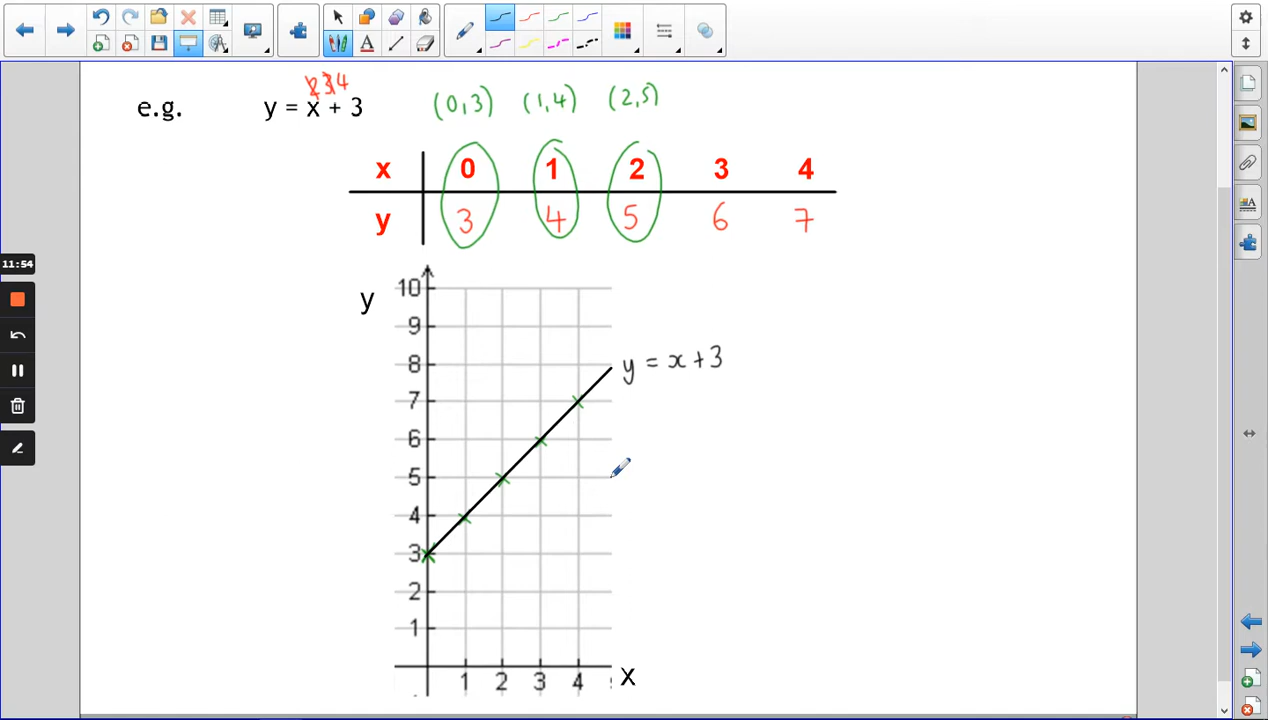 e.g. y = x + 3 (0,3) (1,4) (2,5)
4
x 0 1 2 3 4
y 3 4 5 6 7
11:54
y
10
9
8
y = x + 3
7
6
5
4
3
2
1
1 2 3 4 x